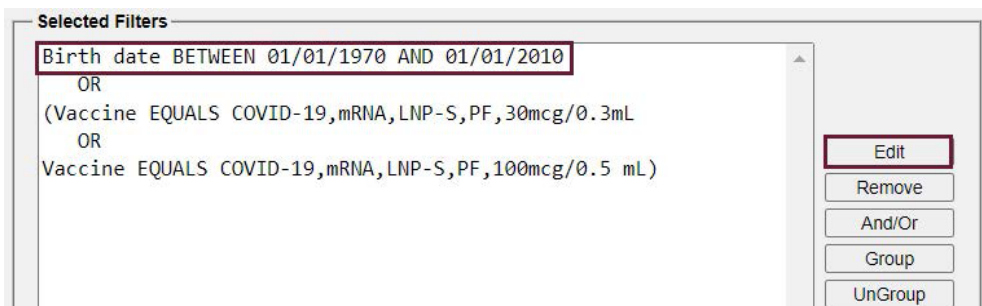 Selected Filters
Birth date BETWEEN 01/01/1970 AND 01/01/2010
OR
(Vaccine EQUALS COVID-19,mRNA,LNP-S,PF,30mcg/0.3mL
OR
Vaccine EQUALS COVID-19,mRNA,LNP-S,PF,100mcg/0.5 mL)
Edit
Remove
And/Or
Group
UnGroup